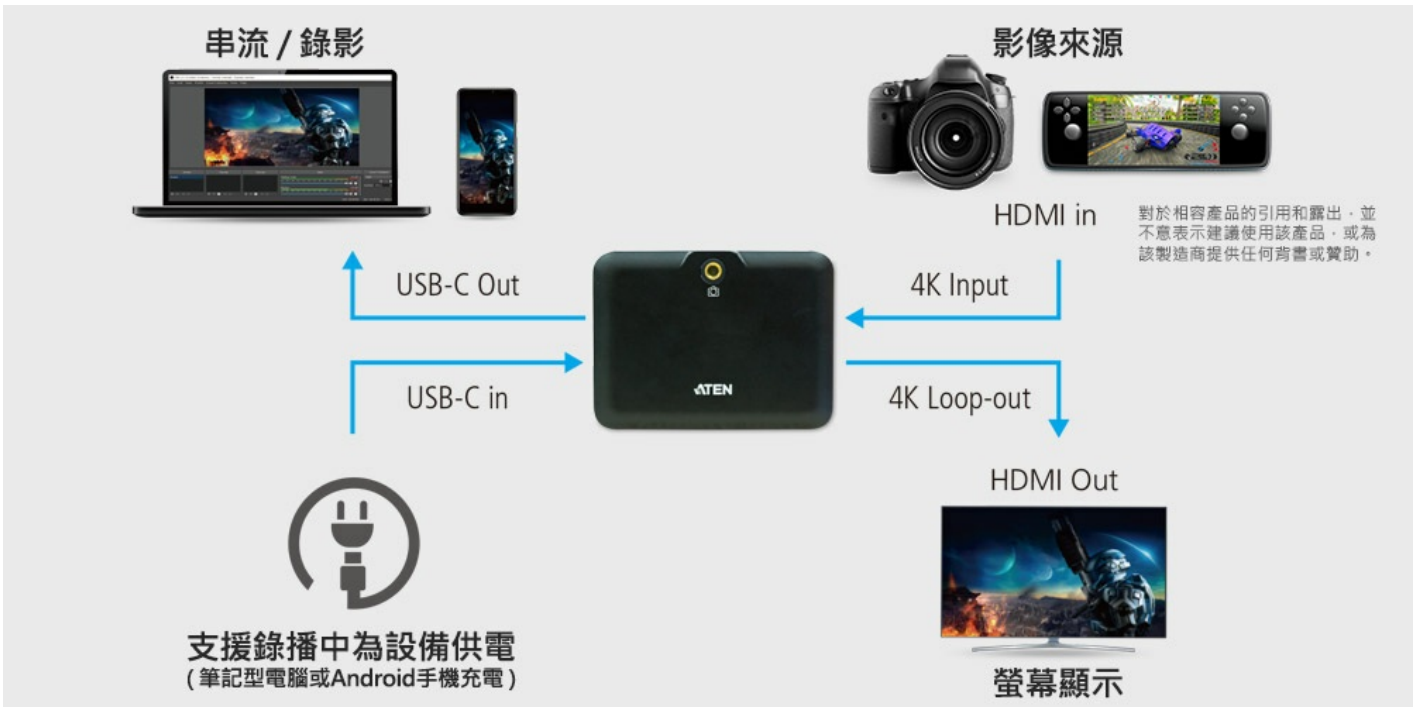 串流 / 錄影
影像來源
HDMI in
對於相容產品的引用和露出，並
不意表示建議使用該產品，或為
該製造商提供任何背書或贊助。
USB-C Out
4K Input
USB-C in
ATEN
4K Loop-out
HDMI Out
支援錄播中為設備供電
( 筆記型電腦或Android手機充電 )
螢幕顯示